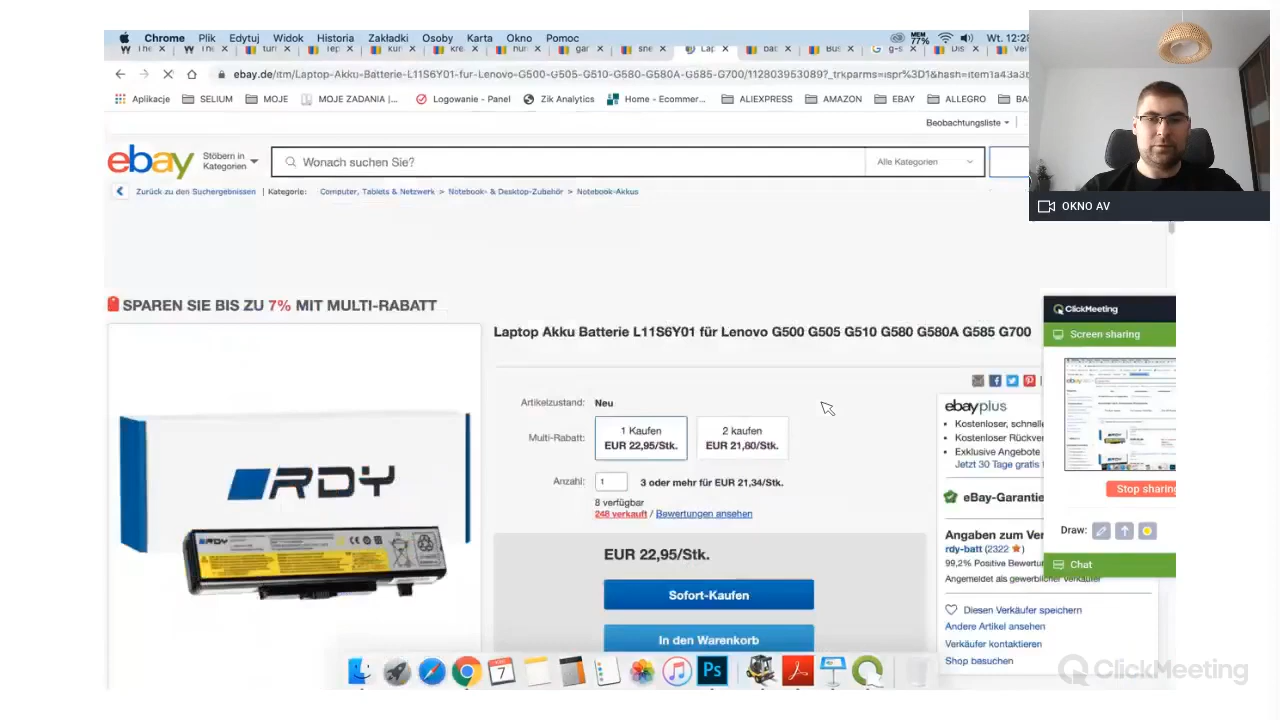 Chrome Plik Edytuj Widok Historia Zakładki Osoby Karta Okno Pomoc
MEM 77% Wt. 12:28
ebay.de/itm/Laptop-Akku-Batterie-L11S6Y01-fur-Lenovo-G500-G505-G510-G580-G580A-G585-G700/112803953089?_trkparms=ispr%3D1&hash=item1a43a3b
Aplikacje SELIUM MOJE MOJE ZADANIA |... Logowanie - Panel Zik Analytics Home - Ecommer... ALIEXPRESS AMAZON EBAY ALLEGRO
OKNO AV
Beobachtungsliste
ebay Stöbern in Kategorien Wonach suchen Sie? Alle Kategorien
Zurück zu den Suchergebnissen | Kategorie: Computer, Tablets & Netzwerk > Notebook- & Desktop-Zubehör > Notebook-Akkus
SPAREN SIE BIS ZU 7% MIT MULTI-RABATT
Laptop Akku Batterie L11S6Y01 für Lenovo G500 G505 G510 G580 G580A G585 G700
Artikelzustand: Neu
Multi-Rabatt:
1 Kaufen
EUR 22,95/Stk.
2 kaufen
EUR 21,80/Stk.
Anzahl: 1 3 oder mehr für EUR 21,34/Stk.
8 verfügbar
248 verkauft / Bewertungen ansehen
EUR 22,95/Stk.
Sofort-Kaufen
In den Warenkorb
RDY
RDY
ebayplus
Kostenloser, schnelle
Kostenloser Rückver
Exklusive Angebote
Jetzt 30 Tage gratis
eBay-Garantie
Angaben zum Ver
rdy-batt (2322)
99,2% Positive Bewertu
Angemeldet als gewerblicher Verkäufer
Diesen Verkäufer speichern
Andere Artikel ansehen
Verkäufer kontaktieren
Shop besuchen
ClickMeeting
Screen sharing
Stop sharing
Draw:
Chat
7
Ps
ClickMeeting